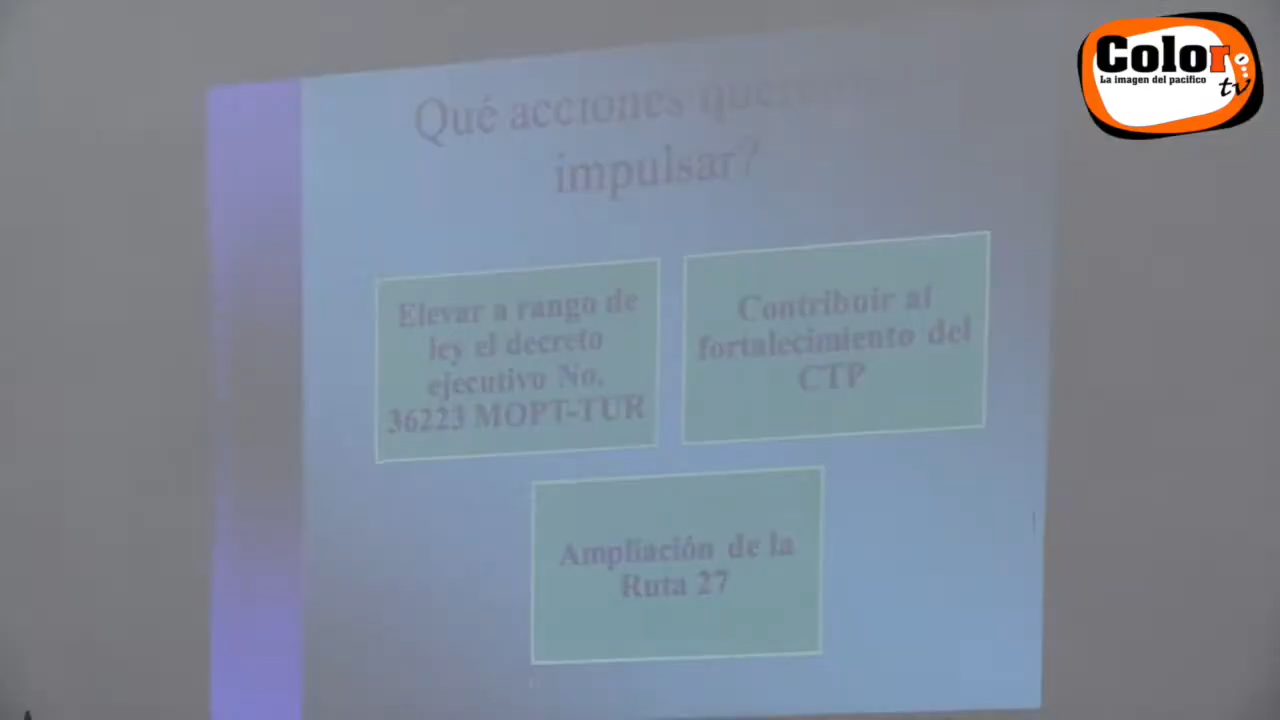 Color
tv
La imagen del pacifico
Qué acciones
impulsar?
Elevar a rango de
ley el decreto
ejecutivo No.
36223 MOPT-TUR
Contribuir al
fortalecimiento del
CTP
Ampliación de la
Ruta 27